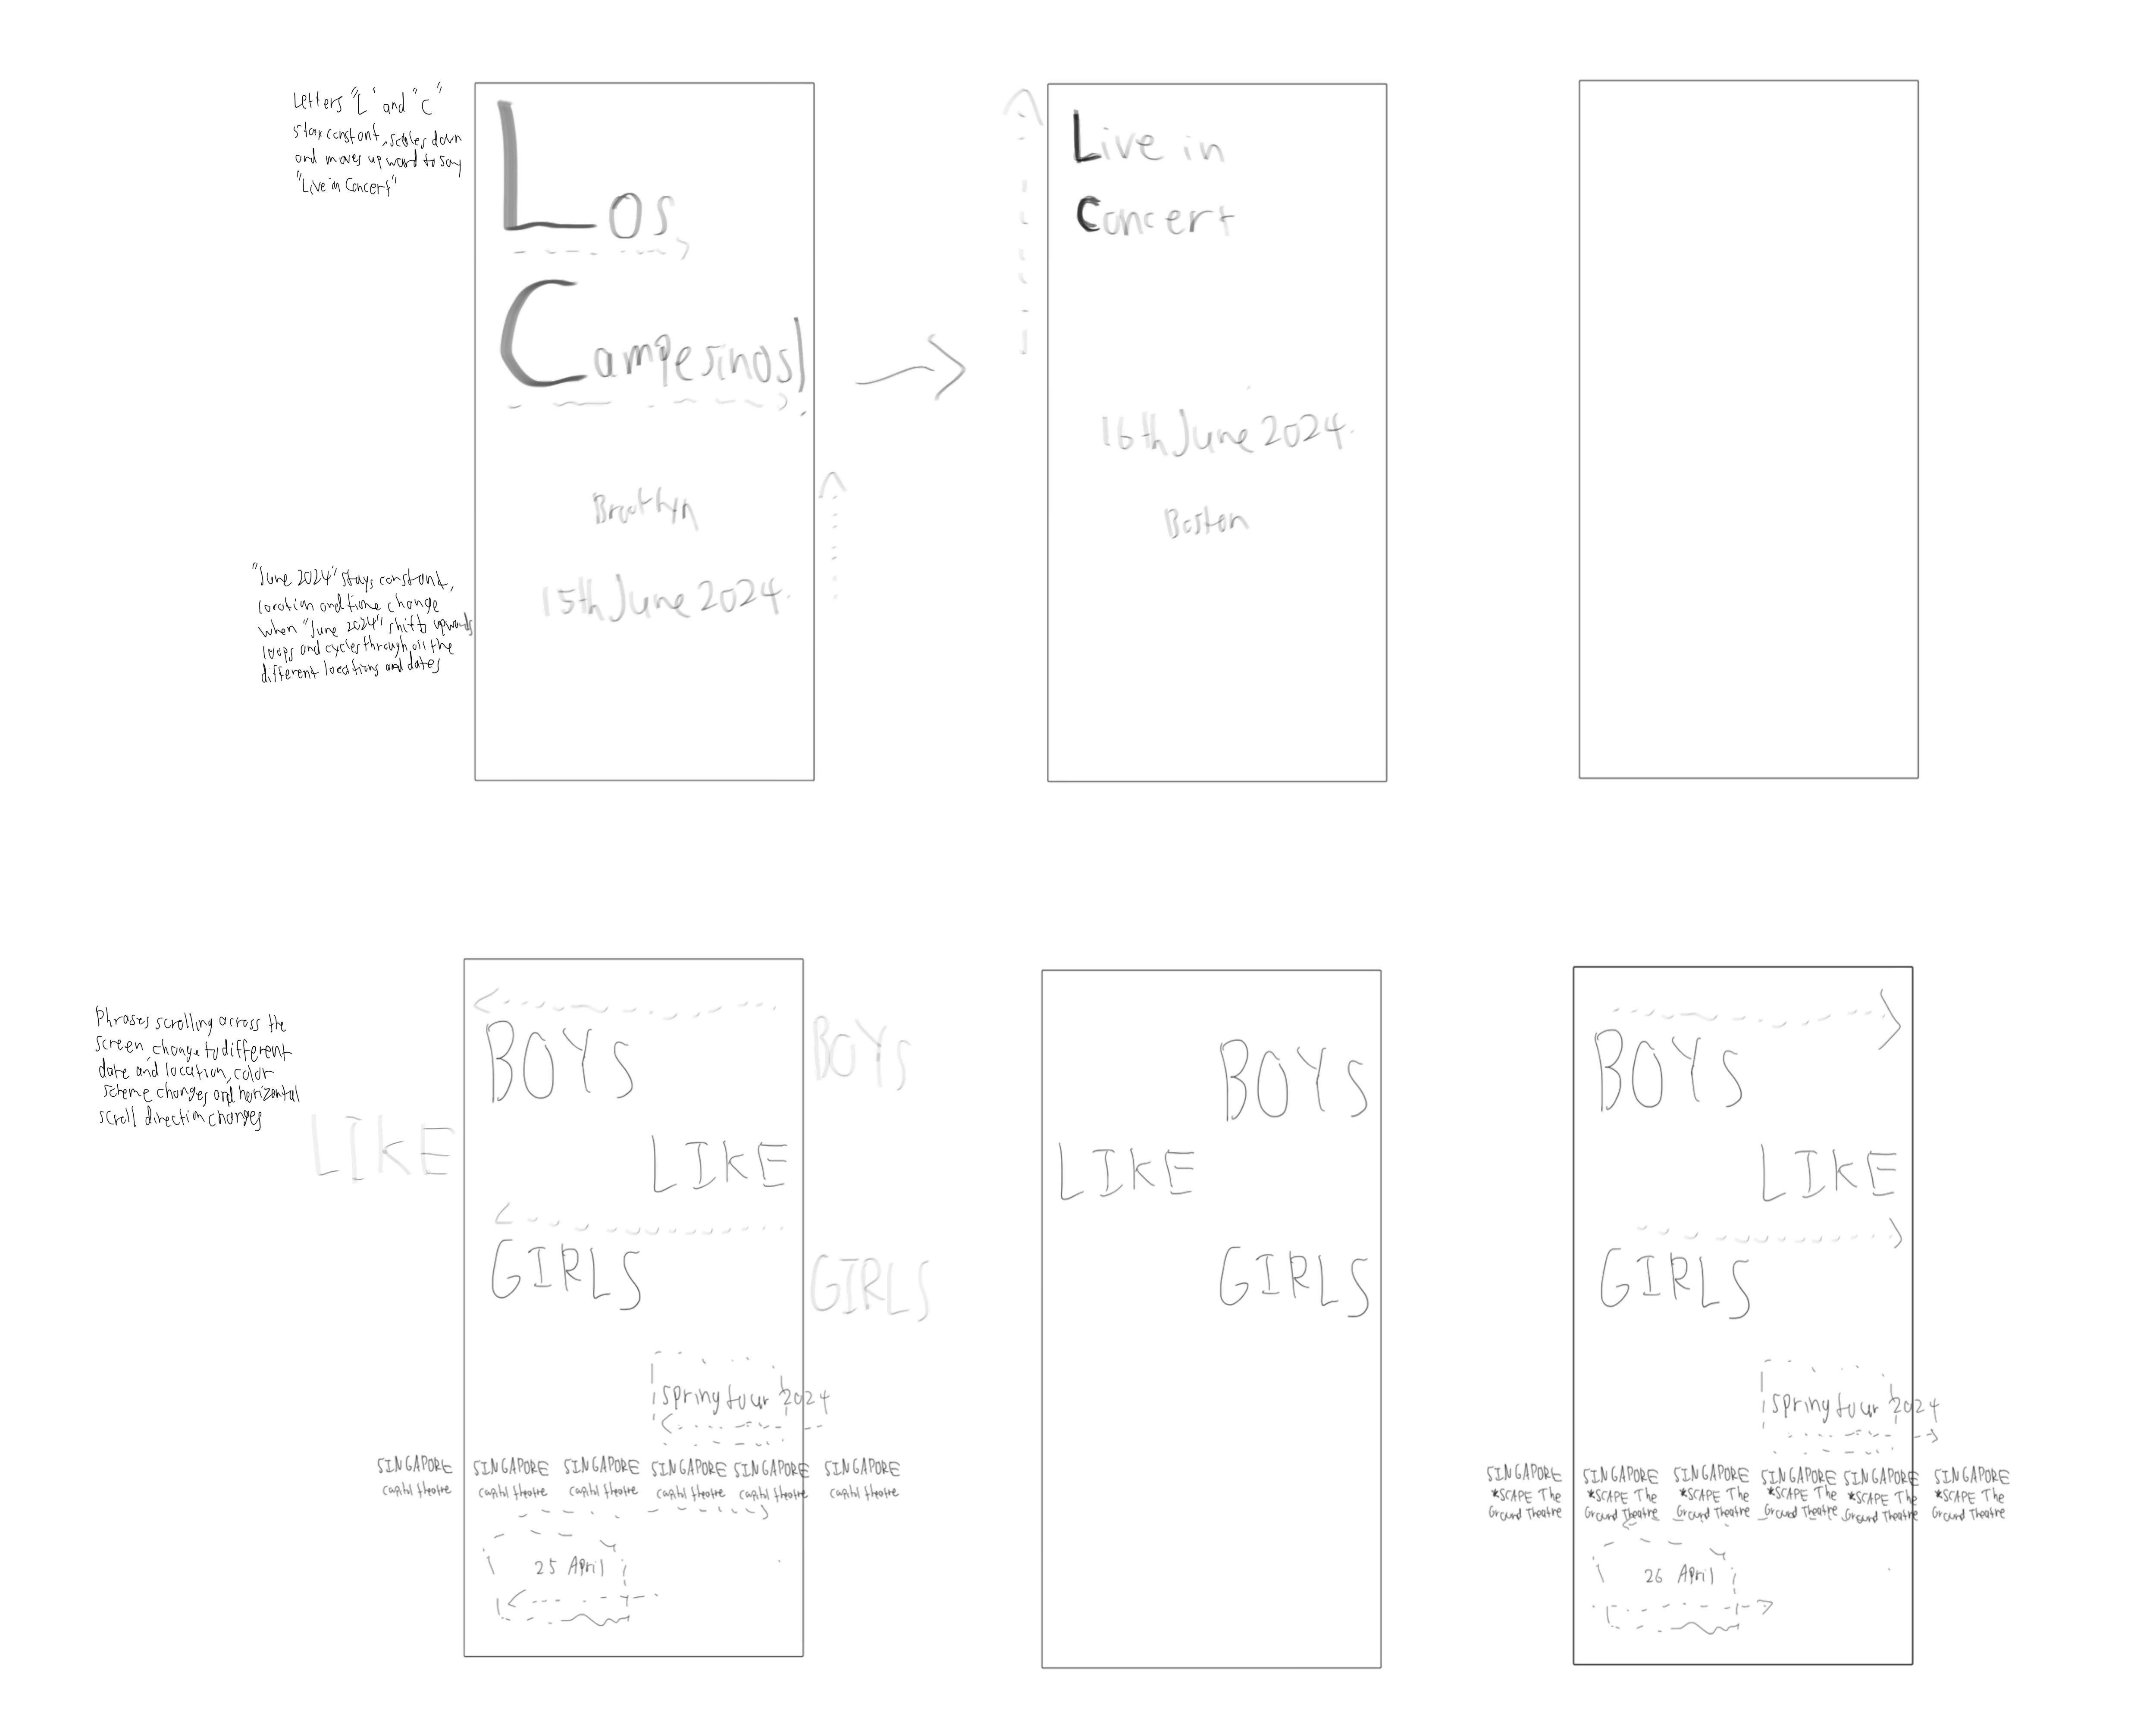 Letters "L" and "C"
stay constant, scales down
and moves upward to say
"Live in Concert"
Los
Campesinos!
Brooklyn
15th June 2024.
"June 2024" stays constant,
location and time change
when "June 2024" shifts upwards
loops and cycles through all the
different locations and dates
Live in
Concert
16th June 2024.
Boston
Phrases scrolling across the
screen, change to different
date and location, color
scheme changes and horizontal
scroll direction changes
BOYS
BOYS
LIKE
LIKE
GIRLS
GIRLS
Spring tour 2024
SINGAPORE SINGAPORE SINGAPORE SINGAPORE SINGAPORE SINGAPORE
Capitol theatre Capitol theatre Capitol theatre Capitol theatre Capitol theatre Capitol theatre
25 April
BOYS
LIKE
GIRLS
BOYS
LIKE
GIRLS
Spring tour 2024
SINGAPORE SINGAPORE SINGAPORE SINGAPORE SINGAPORE SINGAPORE
*SCAPE The *SCAPE The *SCAPE The *SCAPE The *SCAPE The *SCAPE The
Ground Theatre Ground Theatre Ground Theatre Ground Theatre Ground Theatre Ground Theatre
26 April